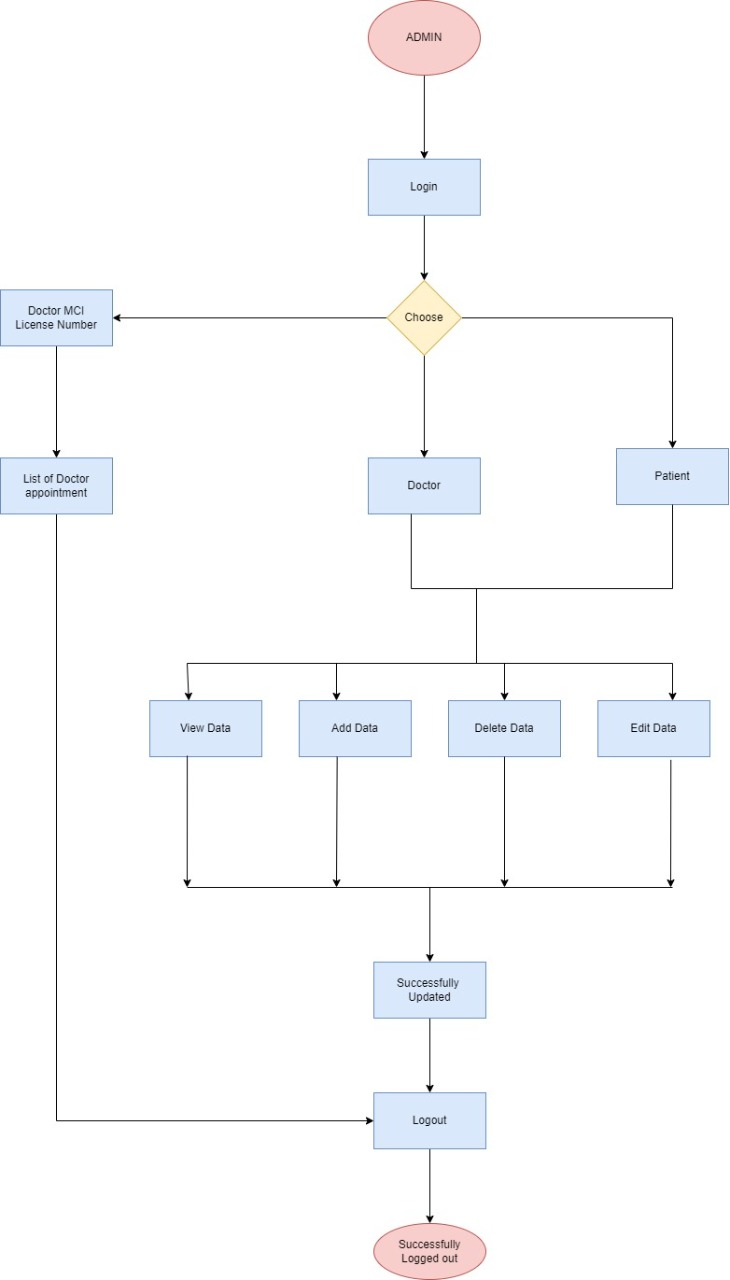 ADMIN
Login
Choose
Doctor MCI
License Number
List of Doctor
appointment
Doctor
Patient
View Data
Add Data
Delete Data
Edit Data
Successfully
Updated
Logout
Successfully
Logged out